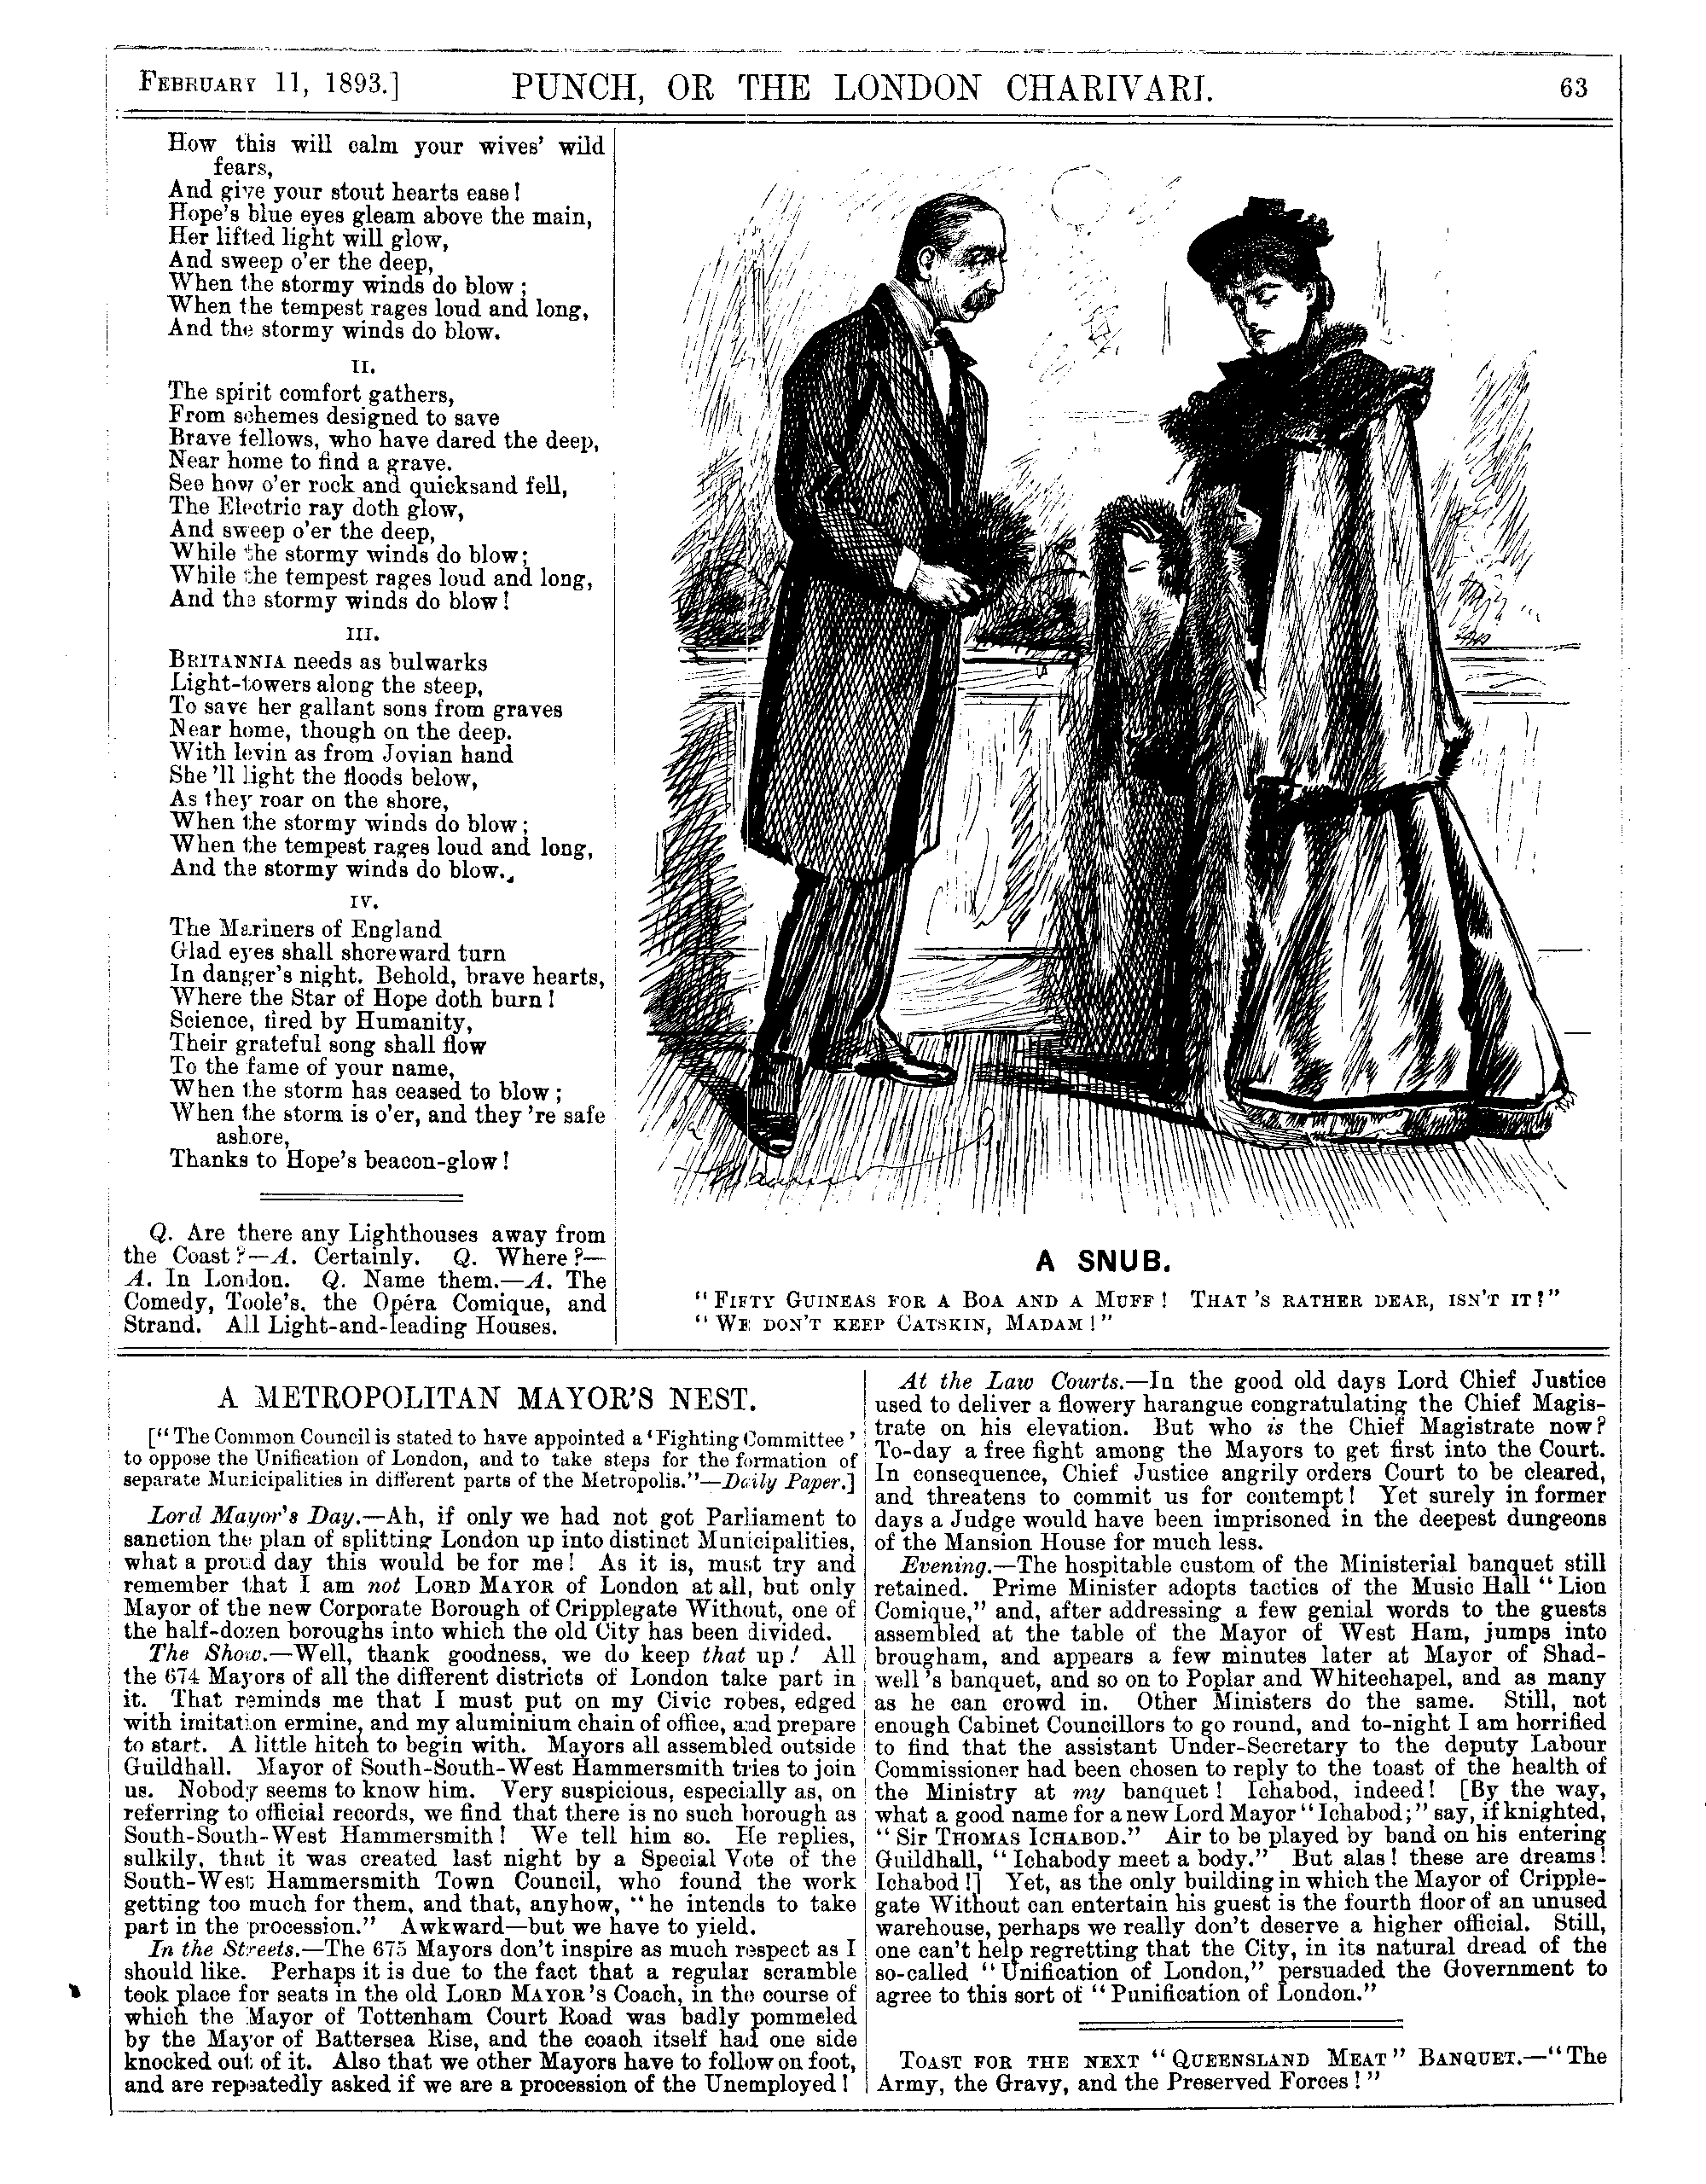 FEBRUARY 11, 1893.] PUNCH, OR THE LONDON CHARIVARI. 63
How this will calm your wives' wild
fears,
And give your stout hearts ease!
Hope's blue eyes gleam above the main,
Her lifted light will glow,
And sweep o'er the deep,
When the stormy winds do blow;
When the tempest rages loud and long,
And the stormy winds do blow.
II.
The spirit comfort gathers,
From schemes designed to save
Brave fellows, who have dared the deep,
Near home to find a grave.
See how o'er rock and quicksand fell,
The Electric ray doth glow,
And sweep o'er the deep,
While the stormy winds do blow;
While the tempest rages loud and long,
And the stormy winds do blow!
III.
BRITANNIA needs as bulwarks
Light-towers along the steep,
To save her gallant sons from graves
Near home, though on the deep.
With levin as from Jovian hand
She'll light the floods below,
As they roar on the shore,
When the stormy winds do blow;
When the tempest rages loud and long,
And the stormy winds do blow.
IV.
The Mariners of England
Glad eyes shall shoreward turn
In danger's night. Behold, brave hearts,
Where the Star of Hope doth burn!
Science, fired by Humanity,
Their grateful song shall flow
To the fame of your name,
When the storm has ceased to blow;
When the storm is o'er, and they're safe
ashore,
Thanks to Hope's beacon-glow!
Q. Are there any Lighthouses away from
the Coast?—A. Certainly. Q. Where?—
A. In London. Q. Name them.—A. The
Comedy, Toole's, the Opéra Comique, and
Strand. All Light-and-leading Houses.
A SNUB.
"FIFTY GUINEAS FOR A BOA AND A MUFF! THAT'S RATHER DEAR, ISN'T IT?"
"WE DON'T KEEP CATSKIN, MADAM!"
A METROPOLITAN MAYOR'S NEST.
["The Common Council is stated to have appointed a 'Fighting Committee'
to oppose the Unification of London, and to take steps for the formation of
separate Municipalities in different parts of the Metropolis."—Daily Paper.]
Lord Mayor's Day.—Ah, if only we had not got Parliament to
sanction the plan of splitting London up into distinct Municipalities,
what a proud day this would be for me! As it is, must try and
remember that I am not LORD MAYOR of London at all, but only
Mayor of the new Corporate Borough of Cripplegate Without, one of
the half-dozen boroughs into which the old City has been divided.
The Show.—Well, thank goodness, we do keep that up! All
the 674 Mayors of all the different districts of London take part in
it. That reminds me that I must put on my Civic robes, edged
with imitation ermine, and my aluminium chain of office, and prepare
to start. A little hitch to begin with. Mayors all assembled outside
Guildhall. Mayor of South-South-West Hammersmith tries to join
us. Nobody seems to know him. Very suspicious, especially as, on
referring to official records, we find that there is no such borough as
South-South-West Hammersmith! We tell him so. He replies,
sulkily, that it was created last night by a Special Vote of the
South-West Hammersmith Town Council, who found the work
getting too much for them, and that, anyhow, "he intends to take
part in the procession." Awkward—but we have to yield.
In the Streets.—The 675 Mayors don't inspire as much respect as I
should like. Perhaps it is due to the fact that a regular scramble
took place for seats in the old LORD MAYOR'S Coach, in the course of
which the Mayor of Tottenham Court Road was badly pommeled
by the Mayor of Battersea Rise, and the coach itself had one side
knocked out of it. Also that we other Mayors have to follow on foot,
and are repeatedly asked if we are a procession of the Unemployed!
At the Law Courts.—In the good old days Lord Chief Justice
used to deliver a flowery harangue congratulating the Chief Magis-
trate on his elevation. But who is the Chief Magistrate now?
To-day a free fight among the Mayors to get first into the Court.
In consequence, Chief Justice angrily orders Court to be cleared,
and threatens to commit us for contempt! Yet surely in former
days a Judge would have been imprisoned in the deepest dungeons
of the Mansion House for much less.
Evening.—The hospitable custom of the Ministerial banquet still
retained. Prime Minister adopts tactics of the Music Hall "Lion
Comique," and, after addressing a few genial words to the guests
assembled at the table of the Mayor of West Ham, jumps into
brougham, and appears a few minutes later at Mayor of Shad-
well's banquet, and so on to Poplar and Whitechapel, and as many
as he can crowd in. Other Ministers do the same. Still, not
enough Cabinet Councillors to go round, and to-night I am horrified
to find that the assistant Under-Secretary to the deputy Labour
Commissioner had been chosen to reply to the toast of the health of
the Ministry at my banquet! Ichabod, indeed! [By the way,
what a good name for a new Lord Mayor "Ichabod;" say, if knighted,
"Sir THOMAS ICHABOD." Air to be played by band on his entering
Guildhall, "Ichabody meet a body." But alas! these are dreams!
Ichabod!] Yet, as the only building in which the Mayor of Cripple-
gate Without can entertain his guest is the fourth floor of an unused
warehouse, perhaps we really don't deserve a higher official. Still,
one can't help regretting that the City, in its natural dread of the
so-called "Unification of London," persuaded the Government to
agree to this sort of "Punification of London."
TOAST FOR THE NEXT "QUEENSLAND MEAT" BANQUET.—"The
Army, the Gravy, and the Preserved Forces!"